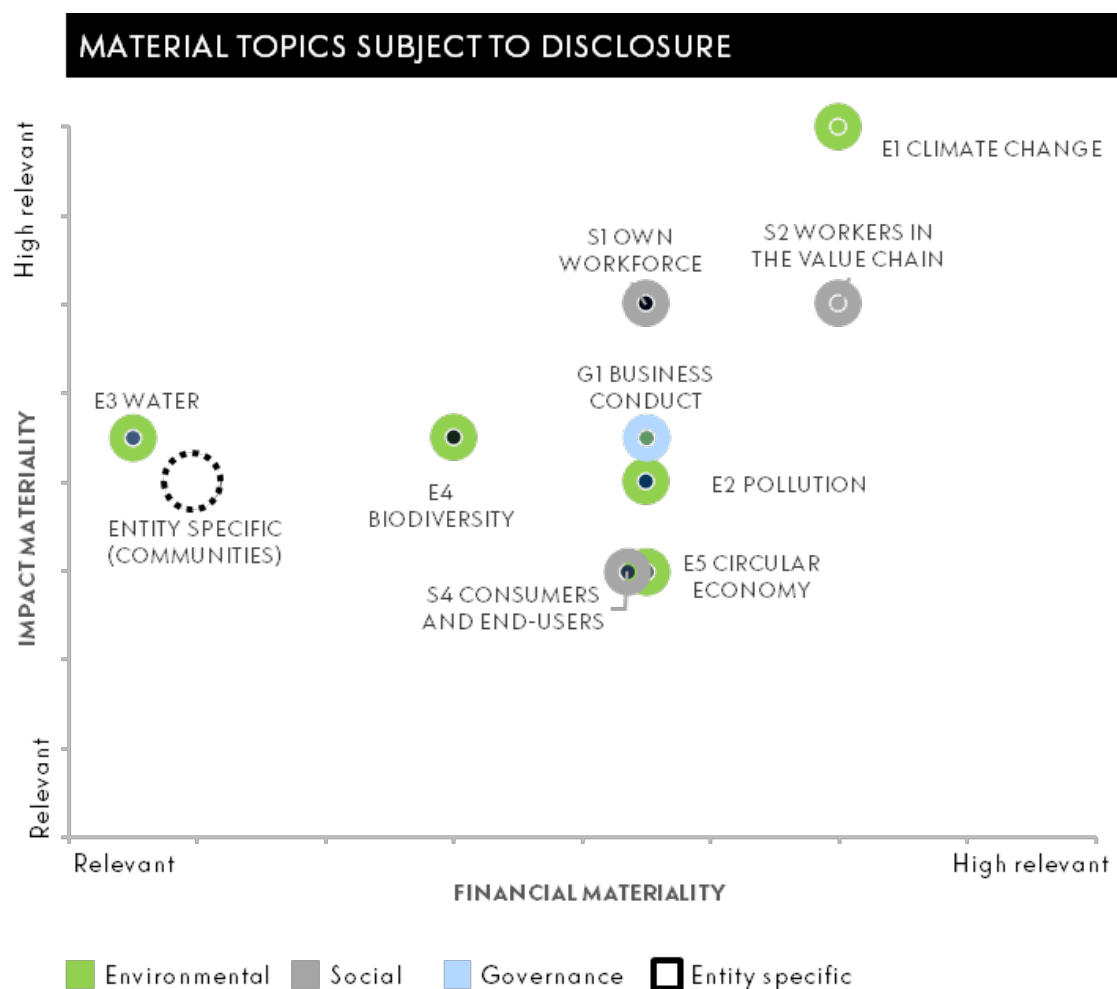 MATERIAL TOPICS SUBJECT TO DISCLOSURE
High relevant
E1 CLIMATE CHANGE
S1 OWN
WORKFORCE
S2 WORKERS IN
THE VALUE CHAIN
G1 BUSINESS
CONDUCT
E3 WATER
E4
BIODIVERSITY
E2 POLLUTION
ENTITY SPECIFIC
(COMMUNITIES)
E5 CIRCULAR
ECONOMY
S4 CONSUMERS
AND END-USERS
IMPACT MATERIALITY
Relevant
Relevant
High relevant
FINANCIAL MATERIALITY
Environmental
Social
Governance
Entity specific